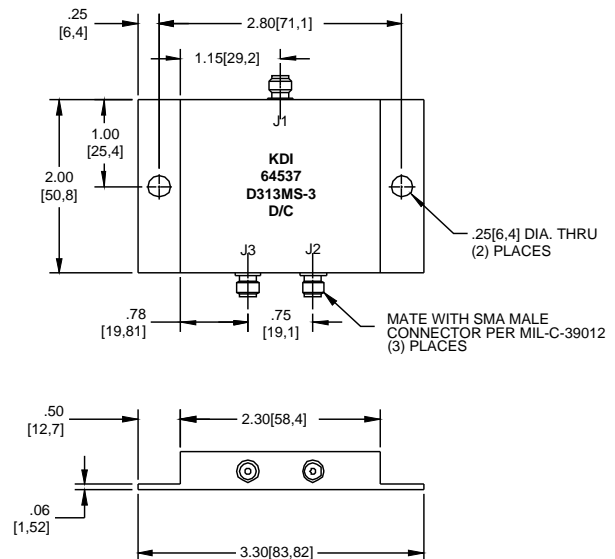 .25
[6,4]
2.80[71,1]
1.15[29,2]
J1
1.00
[25,4]
2.00
[50,8]
KDI
64537
D313MS-3
D/C
.25[6,4] DIA. THRU
(2) PLACES
J3
J2
.78
[19,81]
.75
[19,1]
MATE WITH SMA MALE
CONNECTOR PER MIL-C-39012
(3) PLACES
.50
[12,7]
2.30[58,4]
.06
[1,52]
3.30[83,82]